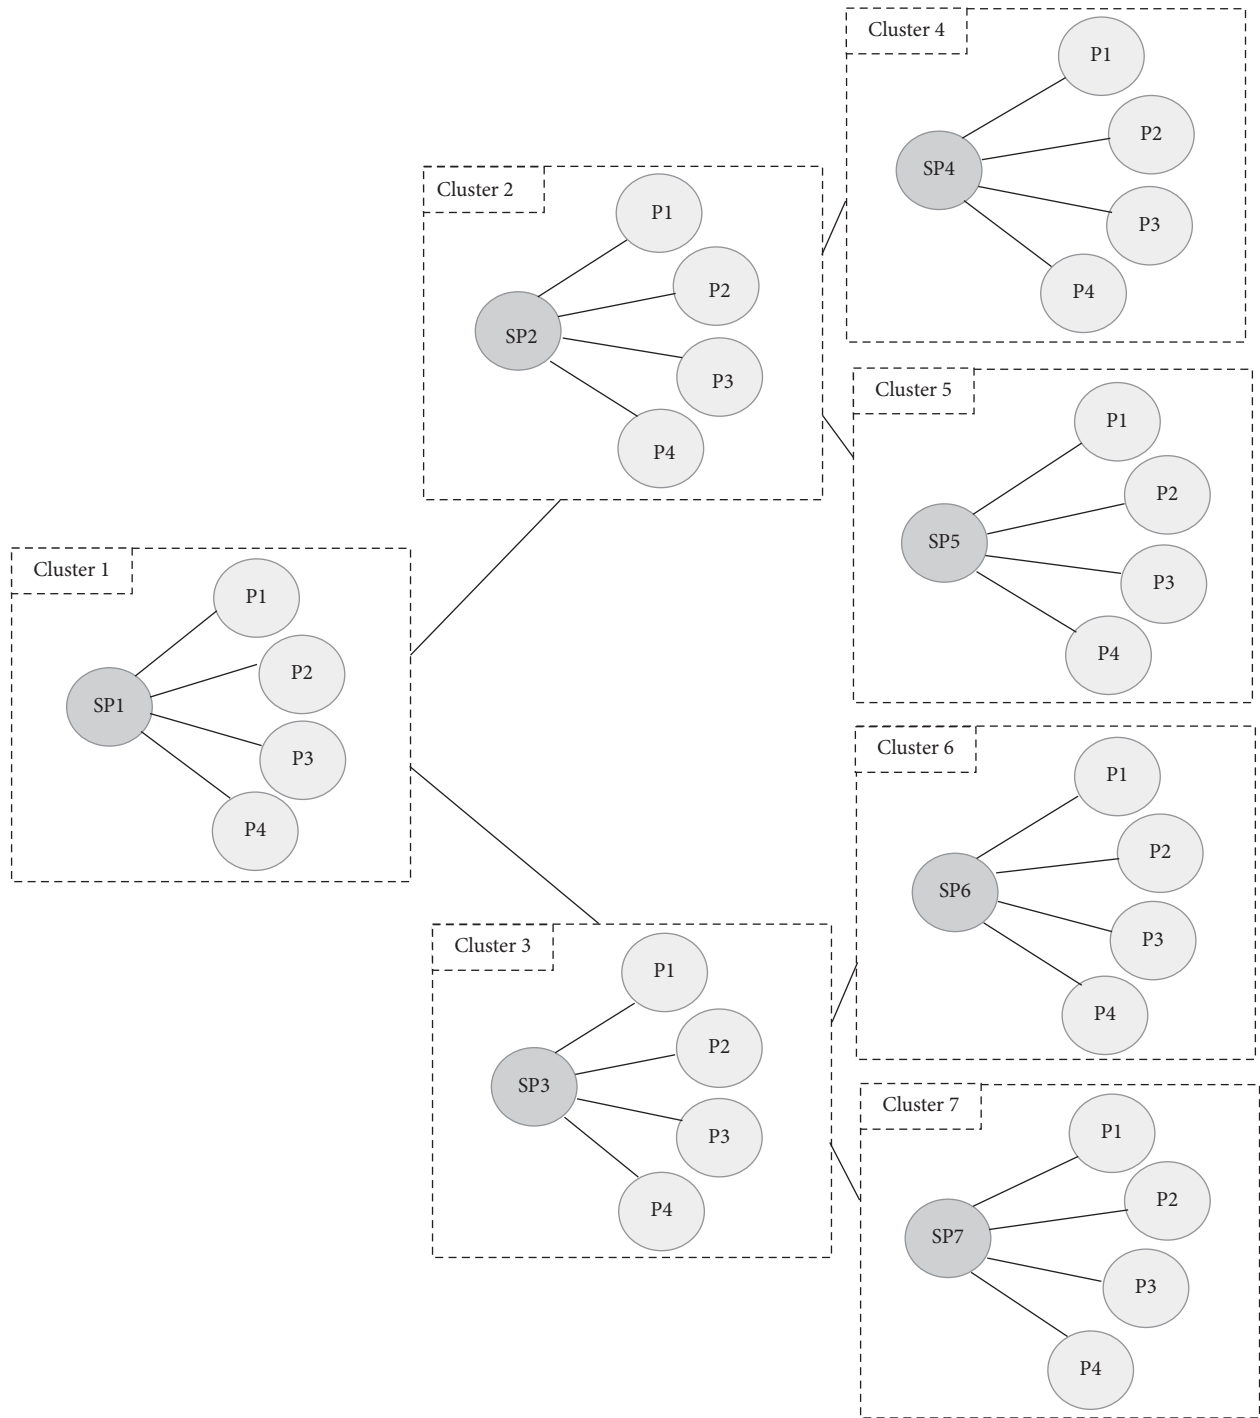 Cluster 1
SP1
P1
P2
P3
P4
Cluster 2
SP2
P1
P2
P3
P4
Cluster 3
SP3
P1
P2
P3
P4
Cluster 4
SP4
P1
P2
P3
P4
Cluster 5
SP5
P1
P2
P3
P4
Cluster 6
SP6
P1
P2
P3
P4
Cluster 7
SP7
P1
P2
P3
P4